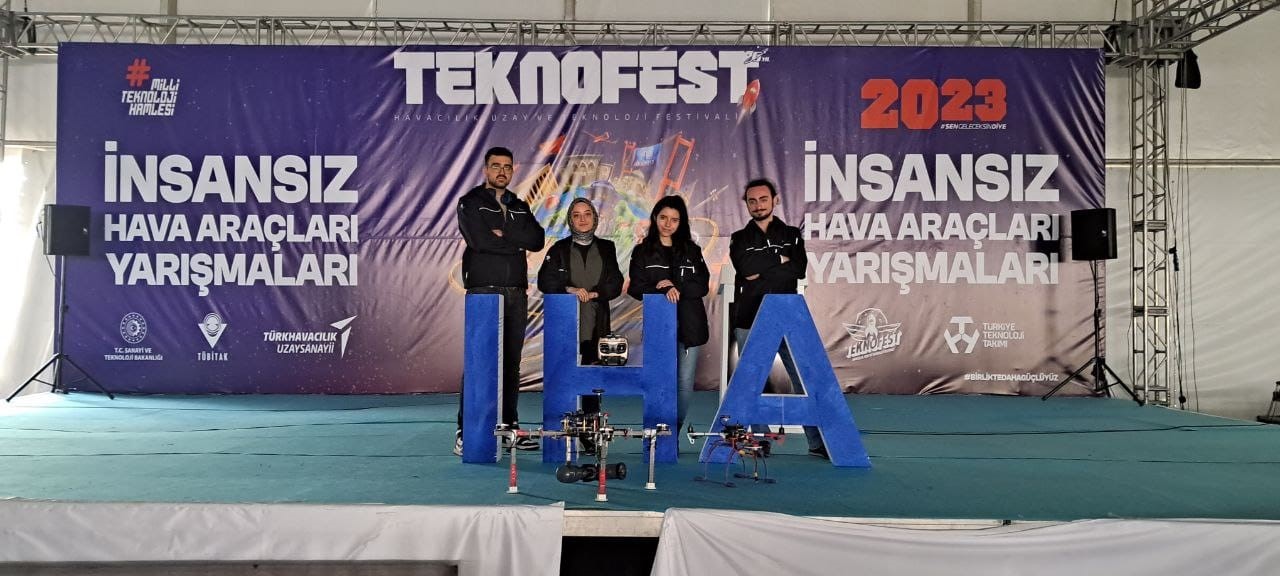 #MİLLİ
TEKNOLOJİ
HAMLESİ
TEKNOFEST
HAVACILIK UZAY VE TEKNOLOJİ FESTİVALİ
2023
#SENGELECEKSİNDİYE
İNSANSIZ
HAVA ARAÇLARI
YARIŞMALARI
İNSANSIZ
HAVA ARAÇLARI
YARIŞMALARI
T.C. SANAYİ VE
TEKNOLOJİ BAKANLIĞI
TÜBİTAK
TÜRKHAVACILIK
UZAYSANAYİİ
TEKNOFEST
TÜRKİYE
TEKNOLOJİ
TAKIMI
#BİRLİKTEDAHAGÜÇLÜYÜZ
IHA